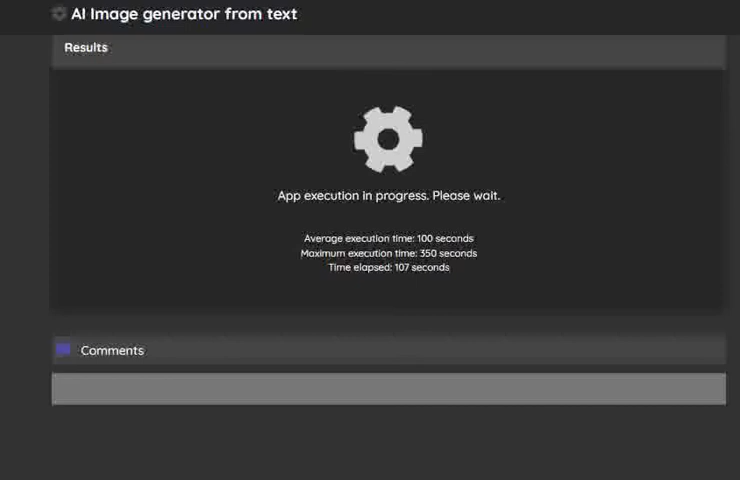 AI Image generator from text
Results
App execution in progress. Please wait.
Average execution time: 100 seconds
Maximum execution time: 350 seconds
Time elapsed: 107 seconds
Comments